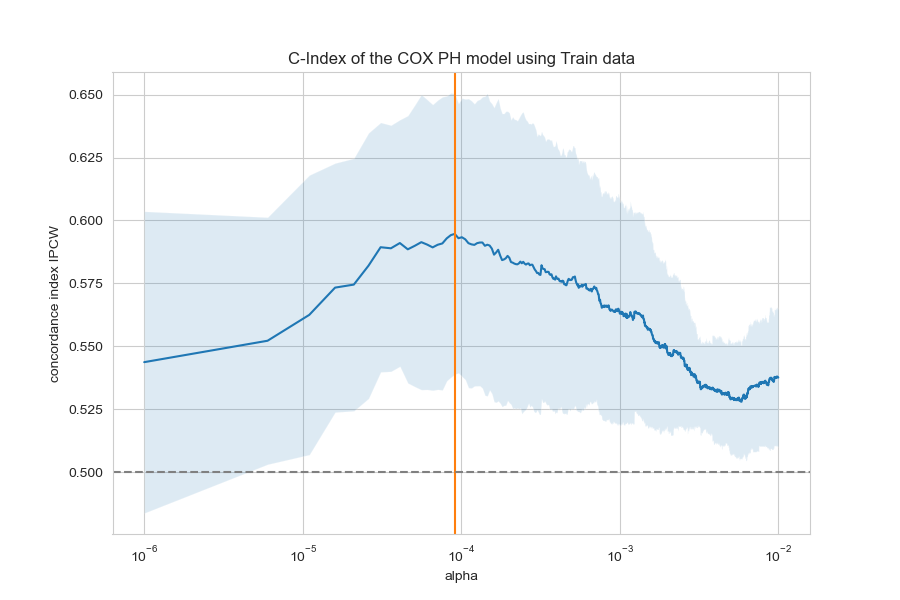 C-Index of the COX PH model using Train data
concordance index IPCW
0.650
0.625
0.600
0.575
0.550
0.525
0.500
10⁻⁶ 10⁻⁵ 10⁻⁴ 10⁻³ 10⁻²
alpha